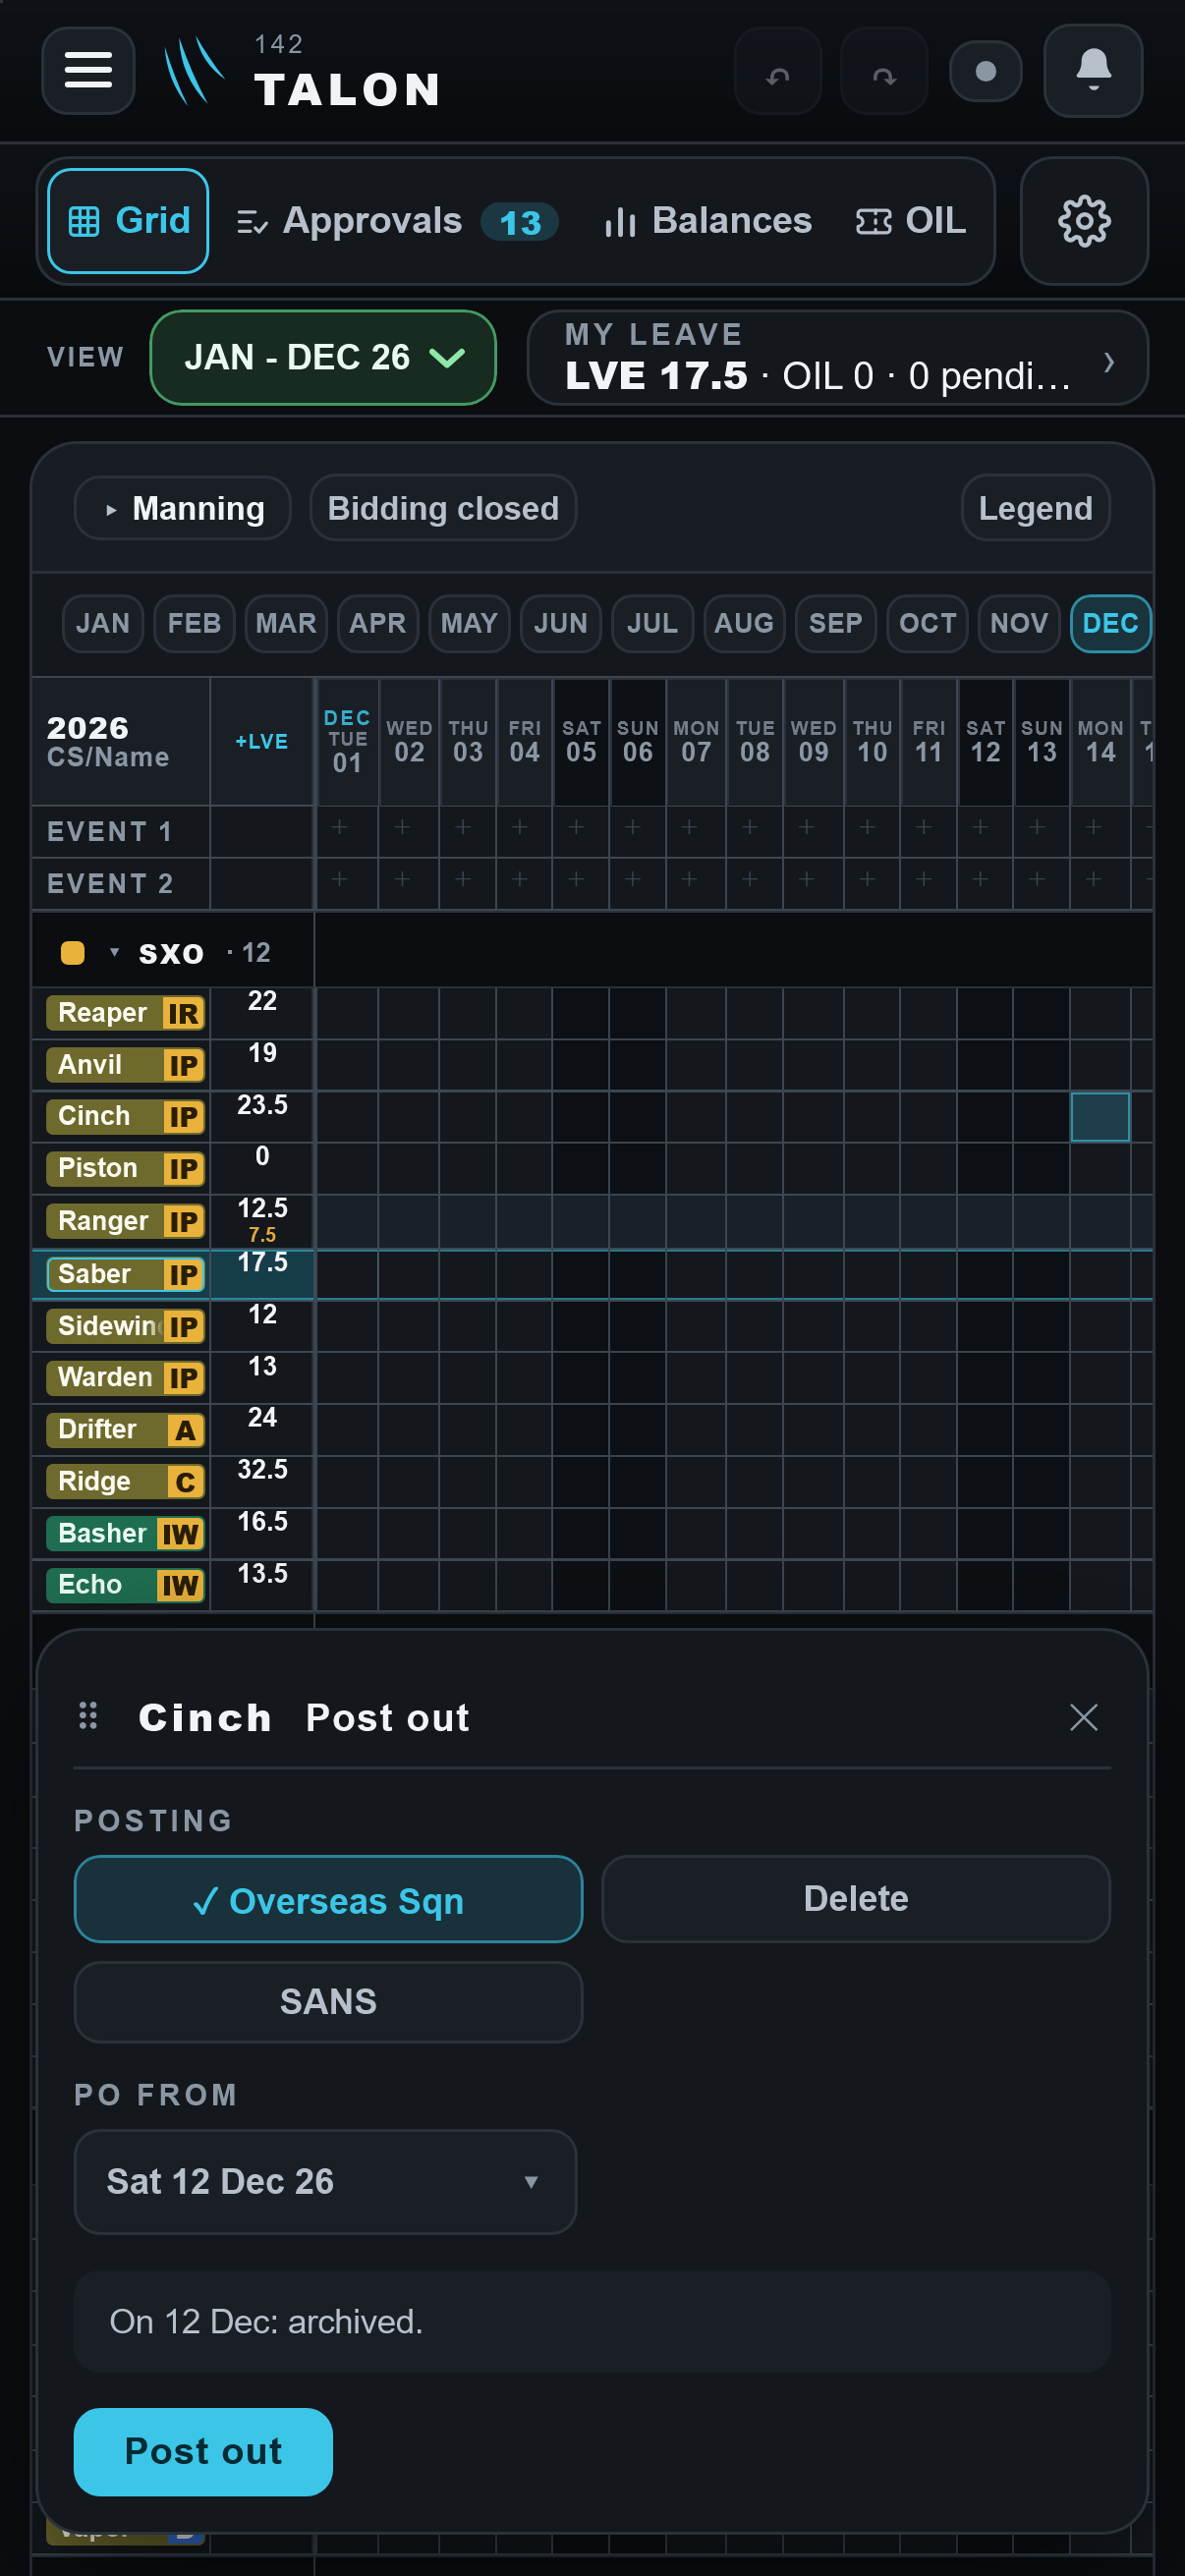 142
TALON
Grid
Approvals 13
Balances
OIL
VIEW
JAN - DEC 26
MY LEAVE
LVE 17.5 · OIL 0 · 0 pendi…
Manning
Bidding closed
Legend
JAN FEB MAR APR MAY JUN JUL AUG SEP OCT NOV DEC
2026
CS/Name
+LVE
DEC
TUE WED THU FRI SAT SUN MON TUE WED THU FRI SAT SUN MON
01 02 03 04 05 06 07 08 09 10 11 12 13 14
EVENT 1 + + + + + + + + + + + + + +
EVENT 2 + + + + + + + + + + + + + +
SXO · 12
Reaper IR 22
Anvil IP 19
Cinch IP 23.5
Piston IP 0
Ranger IP 12.5
7.5
Saber IP 17.5
IP 12
Warden IP 13
Drifter A 24
Ridge C 32.5
Basher IW 16.5
Echo IW 13.5
Cinch Post out
POSTING
✓ Overseas Sqn
Delete
SANS
PO FROM
Sat 12 Dec 26
On 12 Dec: archived.
Post out